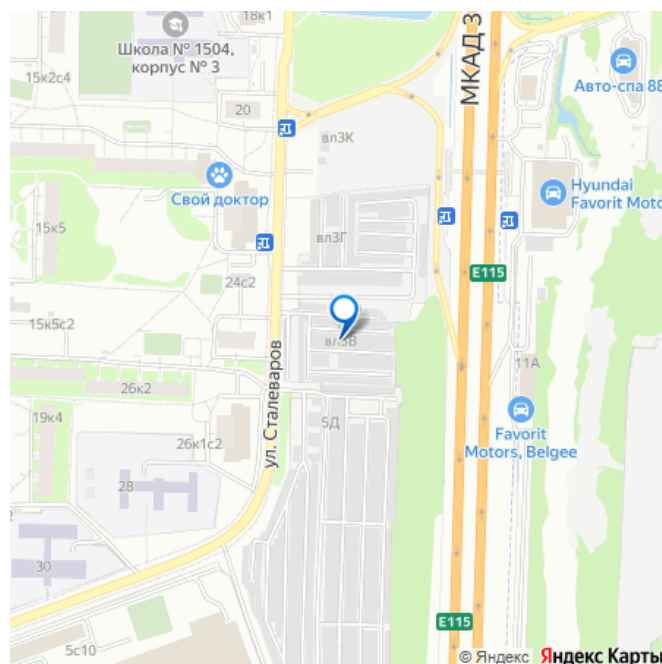 18к1
Школа № 1504,
корпус № 3
МКАД 3
15к2с4
Авто-спа 88
20
вл3К
Свой доктор
Hyundai
Favorit Moto
15к5
вл3Г
Е115
24с2
15к5с2
вл3В
11А
26к2
ул. Сталеваров
19к4
5Д
Favorit
Motors, Belgee
26к1с2
28
30
Е115
5с10
© Яндекс Яндекс Карты